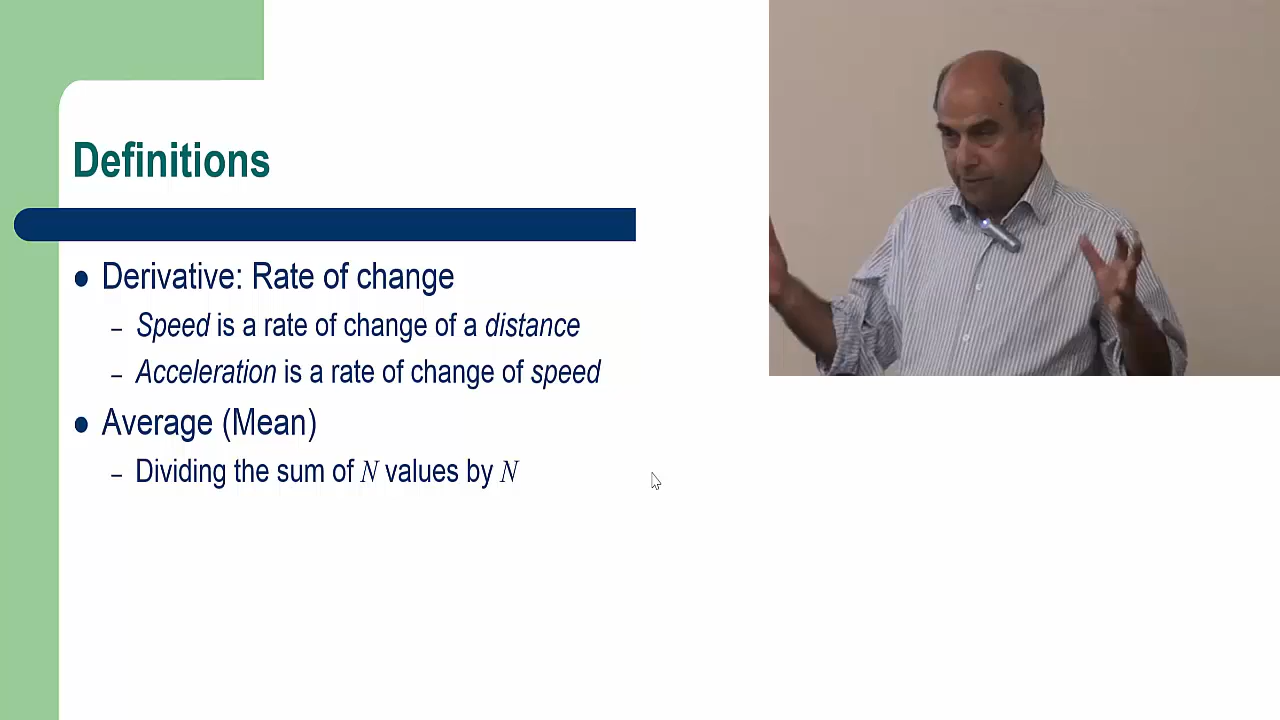 Definitions
Derivative: Rate of change
– Speed is a rate of change of a distance
– Acceleration is a rate of change of speed
Average (Mean)
– Dividing the sum of N values by N